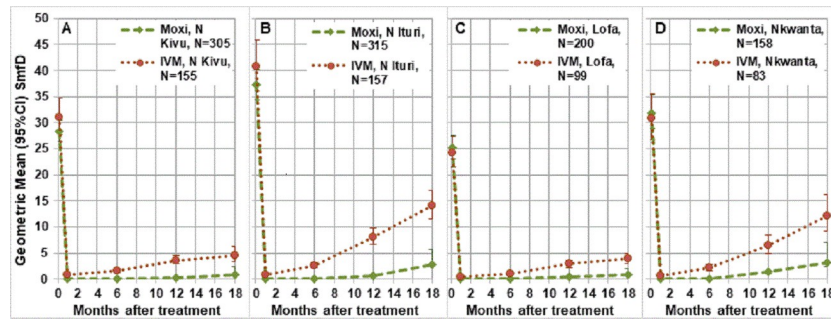 Geometric Mean (95%CI) SmfD
50
45
40
35
30
25
20
15
10
5
0
A
Moxi, N
Kivu, N=305
IVM, N Kivu,
N=155
0 2 4 6 8 10 12 14 16 18
Months after treatment
B
Moxi, N Ituri,
N=315
IVM, N Ituri,
N=157
0 2 4 6 8 10 12 14 16 18
Months after treatment
C
Moxi, Lofa,
N=200
IVM, Lofa,
N=99
0 2 4 6 8 10 12 14 16 18
Months after treatment
D
Moxi, Nkwanta,
N=158
IVM, Nkwanta,
N=83
0 2 4 6 8 10 12 14 16 18
Months after treatment